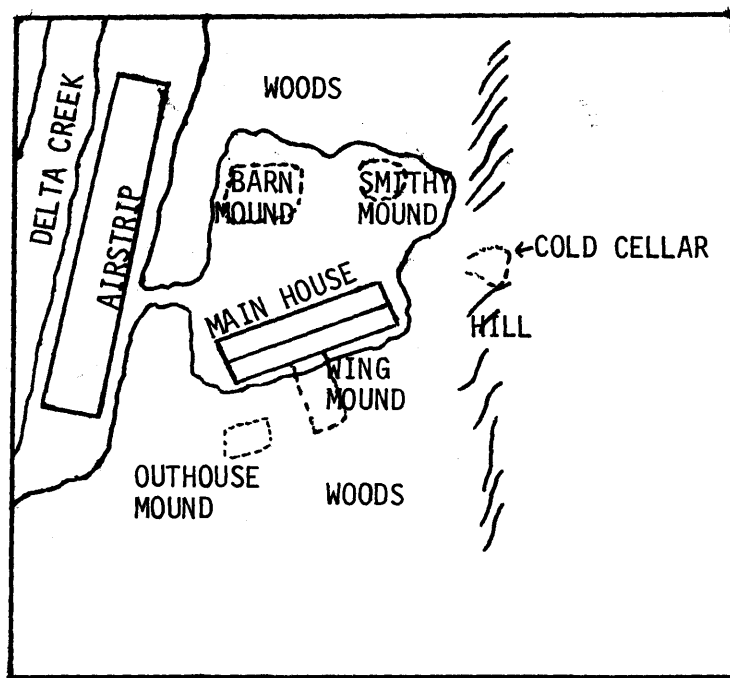 WOODS
DELTA CREEK
AIRSTRIP
BARN
MOUND
SMITHY
MOUND
←COLD CELLAR
MAIN HOUSE
HILL
WING
MOUND
OUTHOUSE
MOUND
WOODS